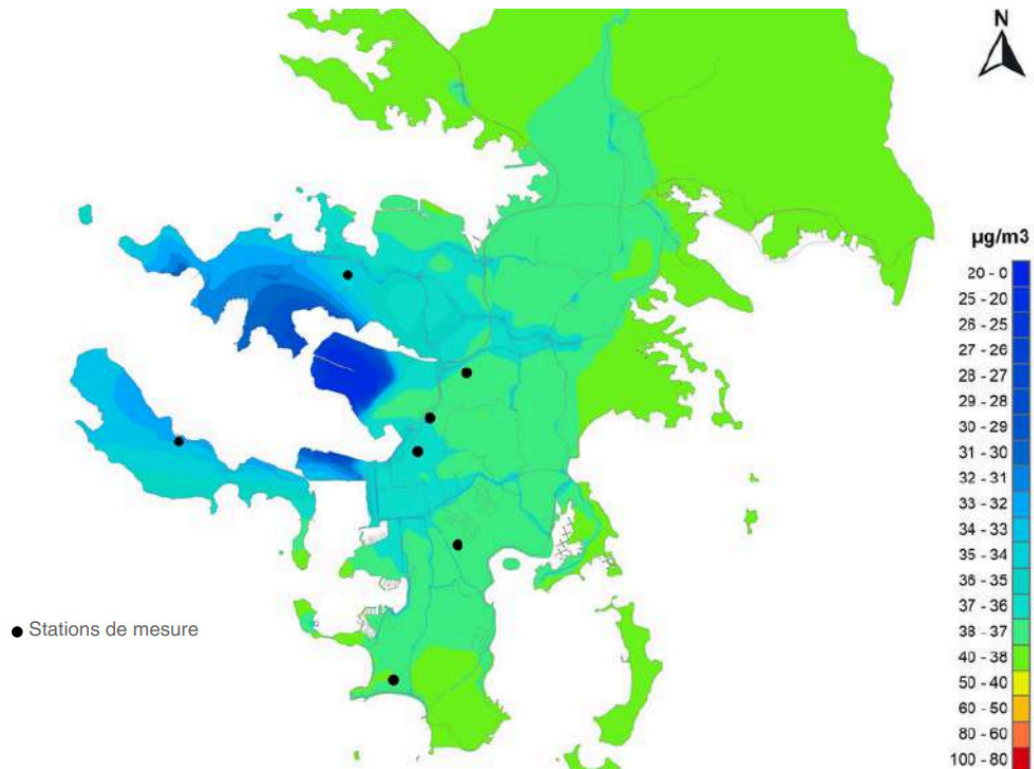 N
µg/m3
20 - 0
25 - 20
26 - 25
27 - 26
28 - 27
29 - 28
30 - 29
31 - 30
32 - 31
33 - 32
34 - 33
35 - 34
36 - 35
37 - 36
38 - 37
40 - 38
50 - 40
60 - 50
80 - 60
100 - 80
Stations de mesure